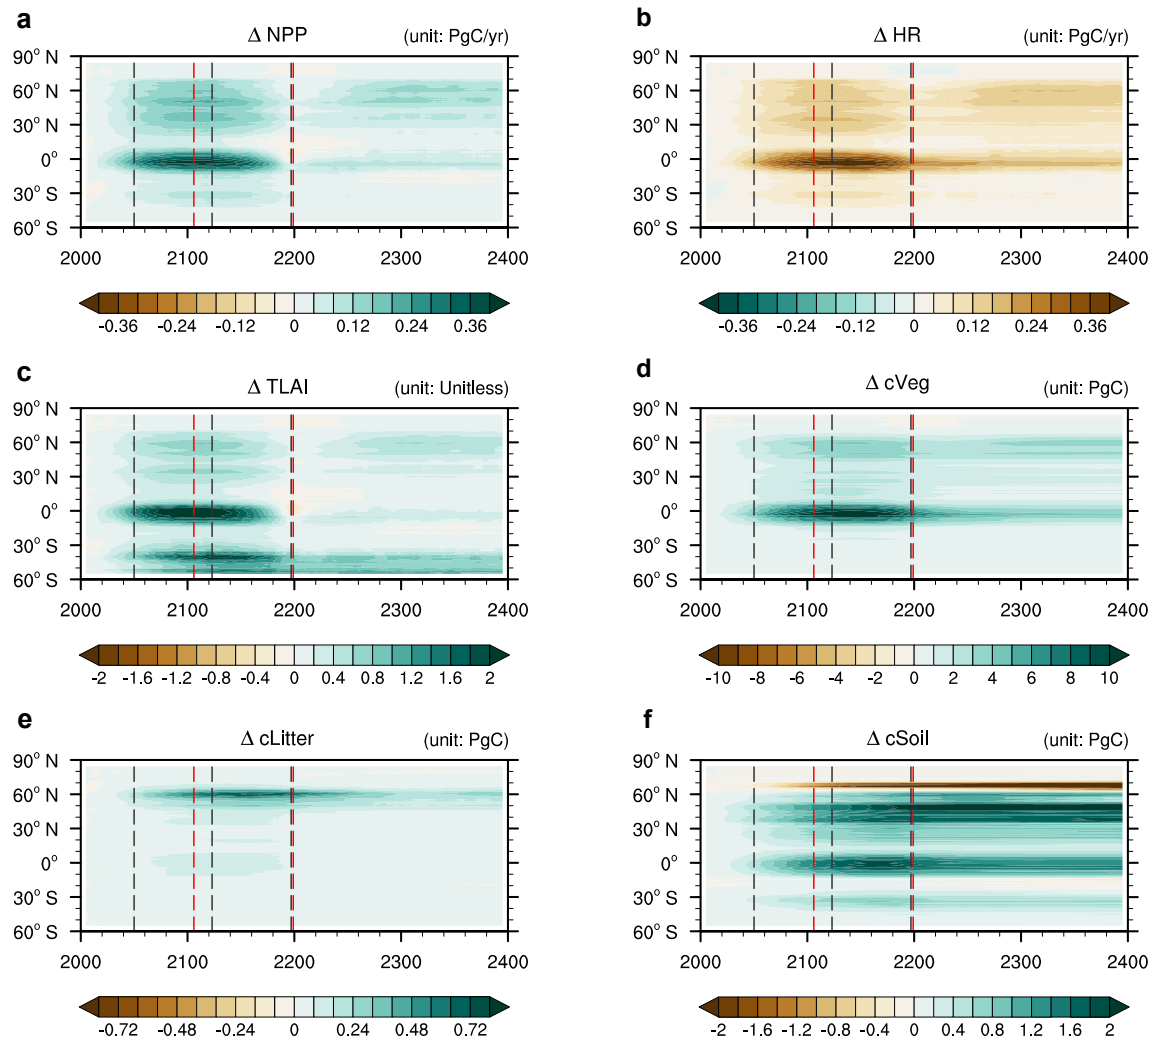 a
Δ NPP (unit: PgC/yr)
90° N
60° N
30° N
0°
30° S
60° S
2000 2100 2200 2300 2400
-0.36 -0.24 -0.12 0 0.12 0.24 0.36
b
Δ HR (unit: PgC/yr)
90° N
60° N
30° N
0°
30° S
60° S
2000 2100 2200 2300 2400
-0.36 -0.24 -0.12 0 0.12 0.24 0.36
c
Δ TLAI (unit: Unitless)
90° N
60° N
30° N
0°
30° S
60° S
2000 2100 2200 2300 2400
-2 -1.6 -1.2 -0.8 -0.4 0 0.4 0.8 1.2 1.6 2
d
Δ cVeg (unit: PgC)
90° N
60° N
30° N
0°
30° S
60° S
2000 2100 2200 2300 2400
-10 -8 -6 -4 -2 0 2 4 6 8 10
e
Δ cLitter (unit: PgC)
90° N
60° N
30° N
0°
30° S
60° S
2000 2100 2200 2300 2400
-0.72 -0.48 -0.24 0 0.24 0.48 0.72
f
Δ cSoil (unit: PgC)
90° N
60° N
30° N
0°
30° S
60° S
2000 2100 2200 2300 2400
-2 -1.6 -1.2 -0.8 -0.4 0 0.4 0.8 1.2 1.6 2